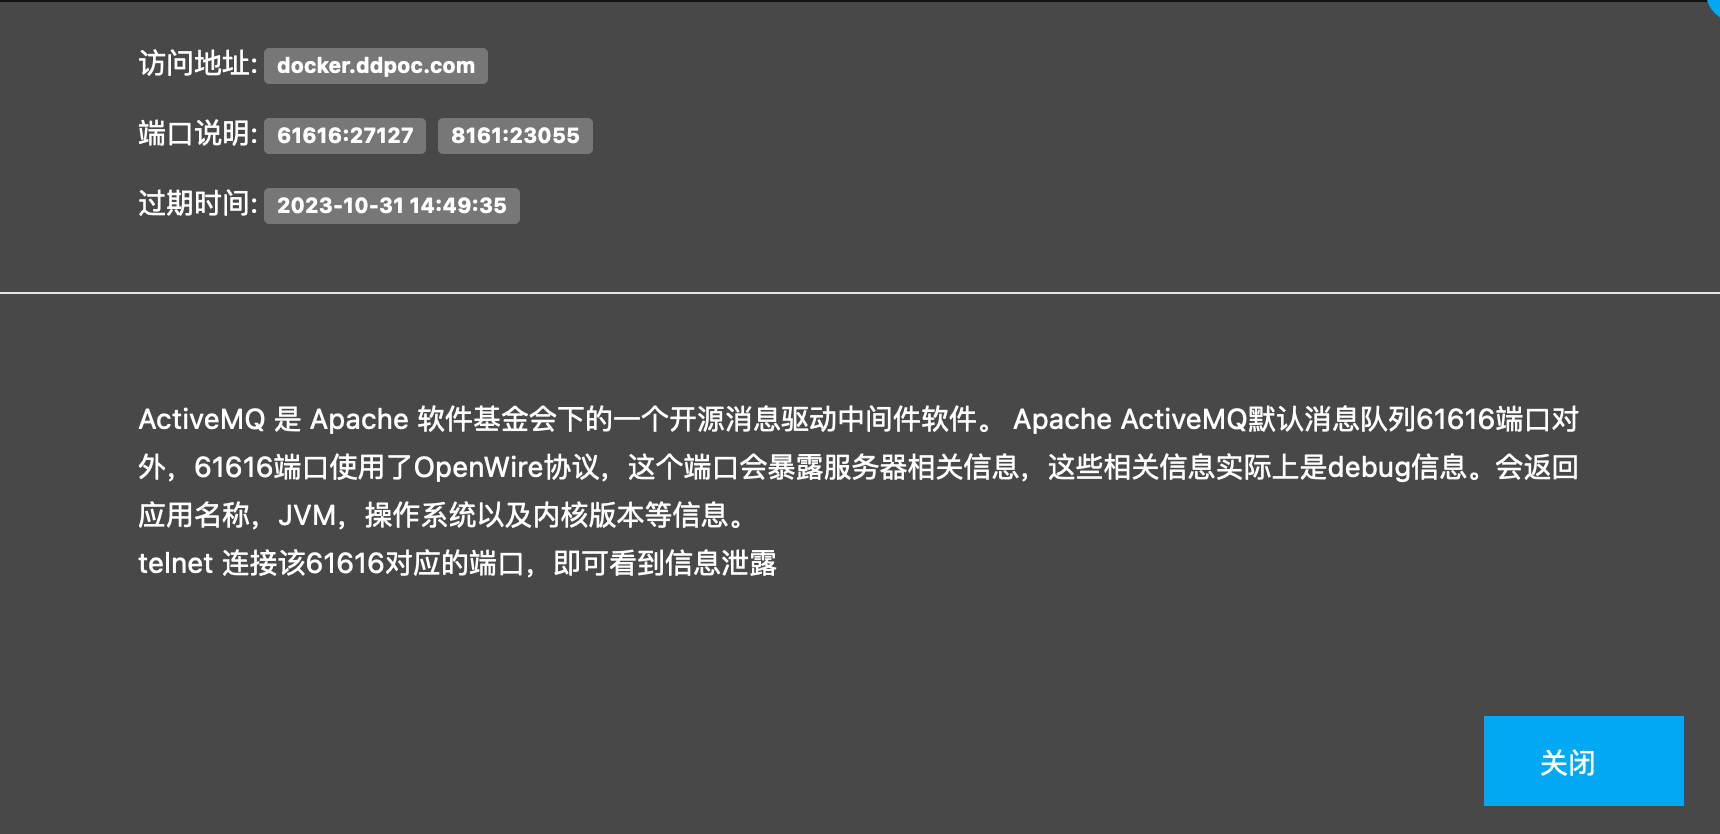 访问地址: docker.ddpoc.com
端口说明: 61616:27127 8161:23055
过期时间: 2023-10-31 14:49:35
ActiveMQ 是 Apache 软件基金会下的一个开源消息驱动中间件软件。 Apache ActiveMQ默认消息队列61616端口对
外，61616端口使用了OpenWire协议，这个端口会暴露服务器相关信息，这些相关信息实际上是debug信息。会返回
应用名称，JVM，操作系统以及内核版本等信息。
telnet 连接该61616对应的端口，即可看到信息泄露
关闭